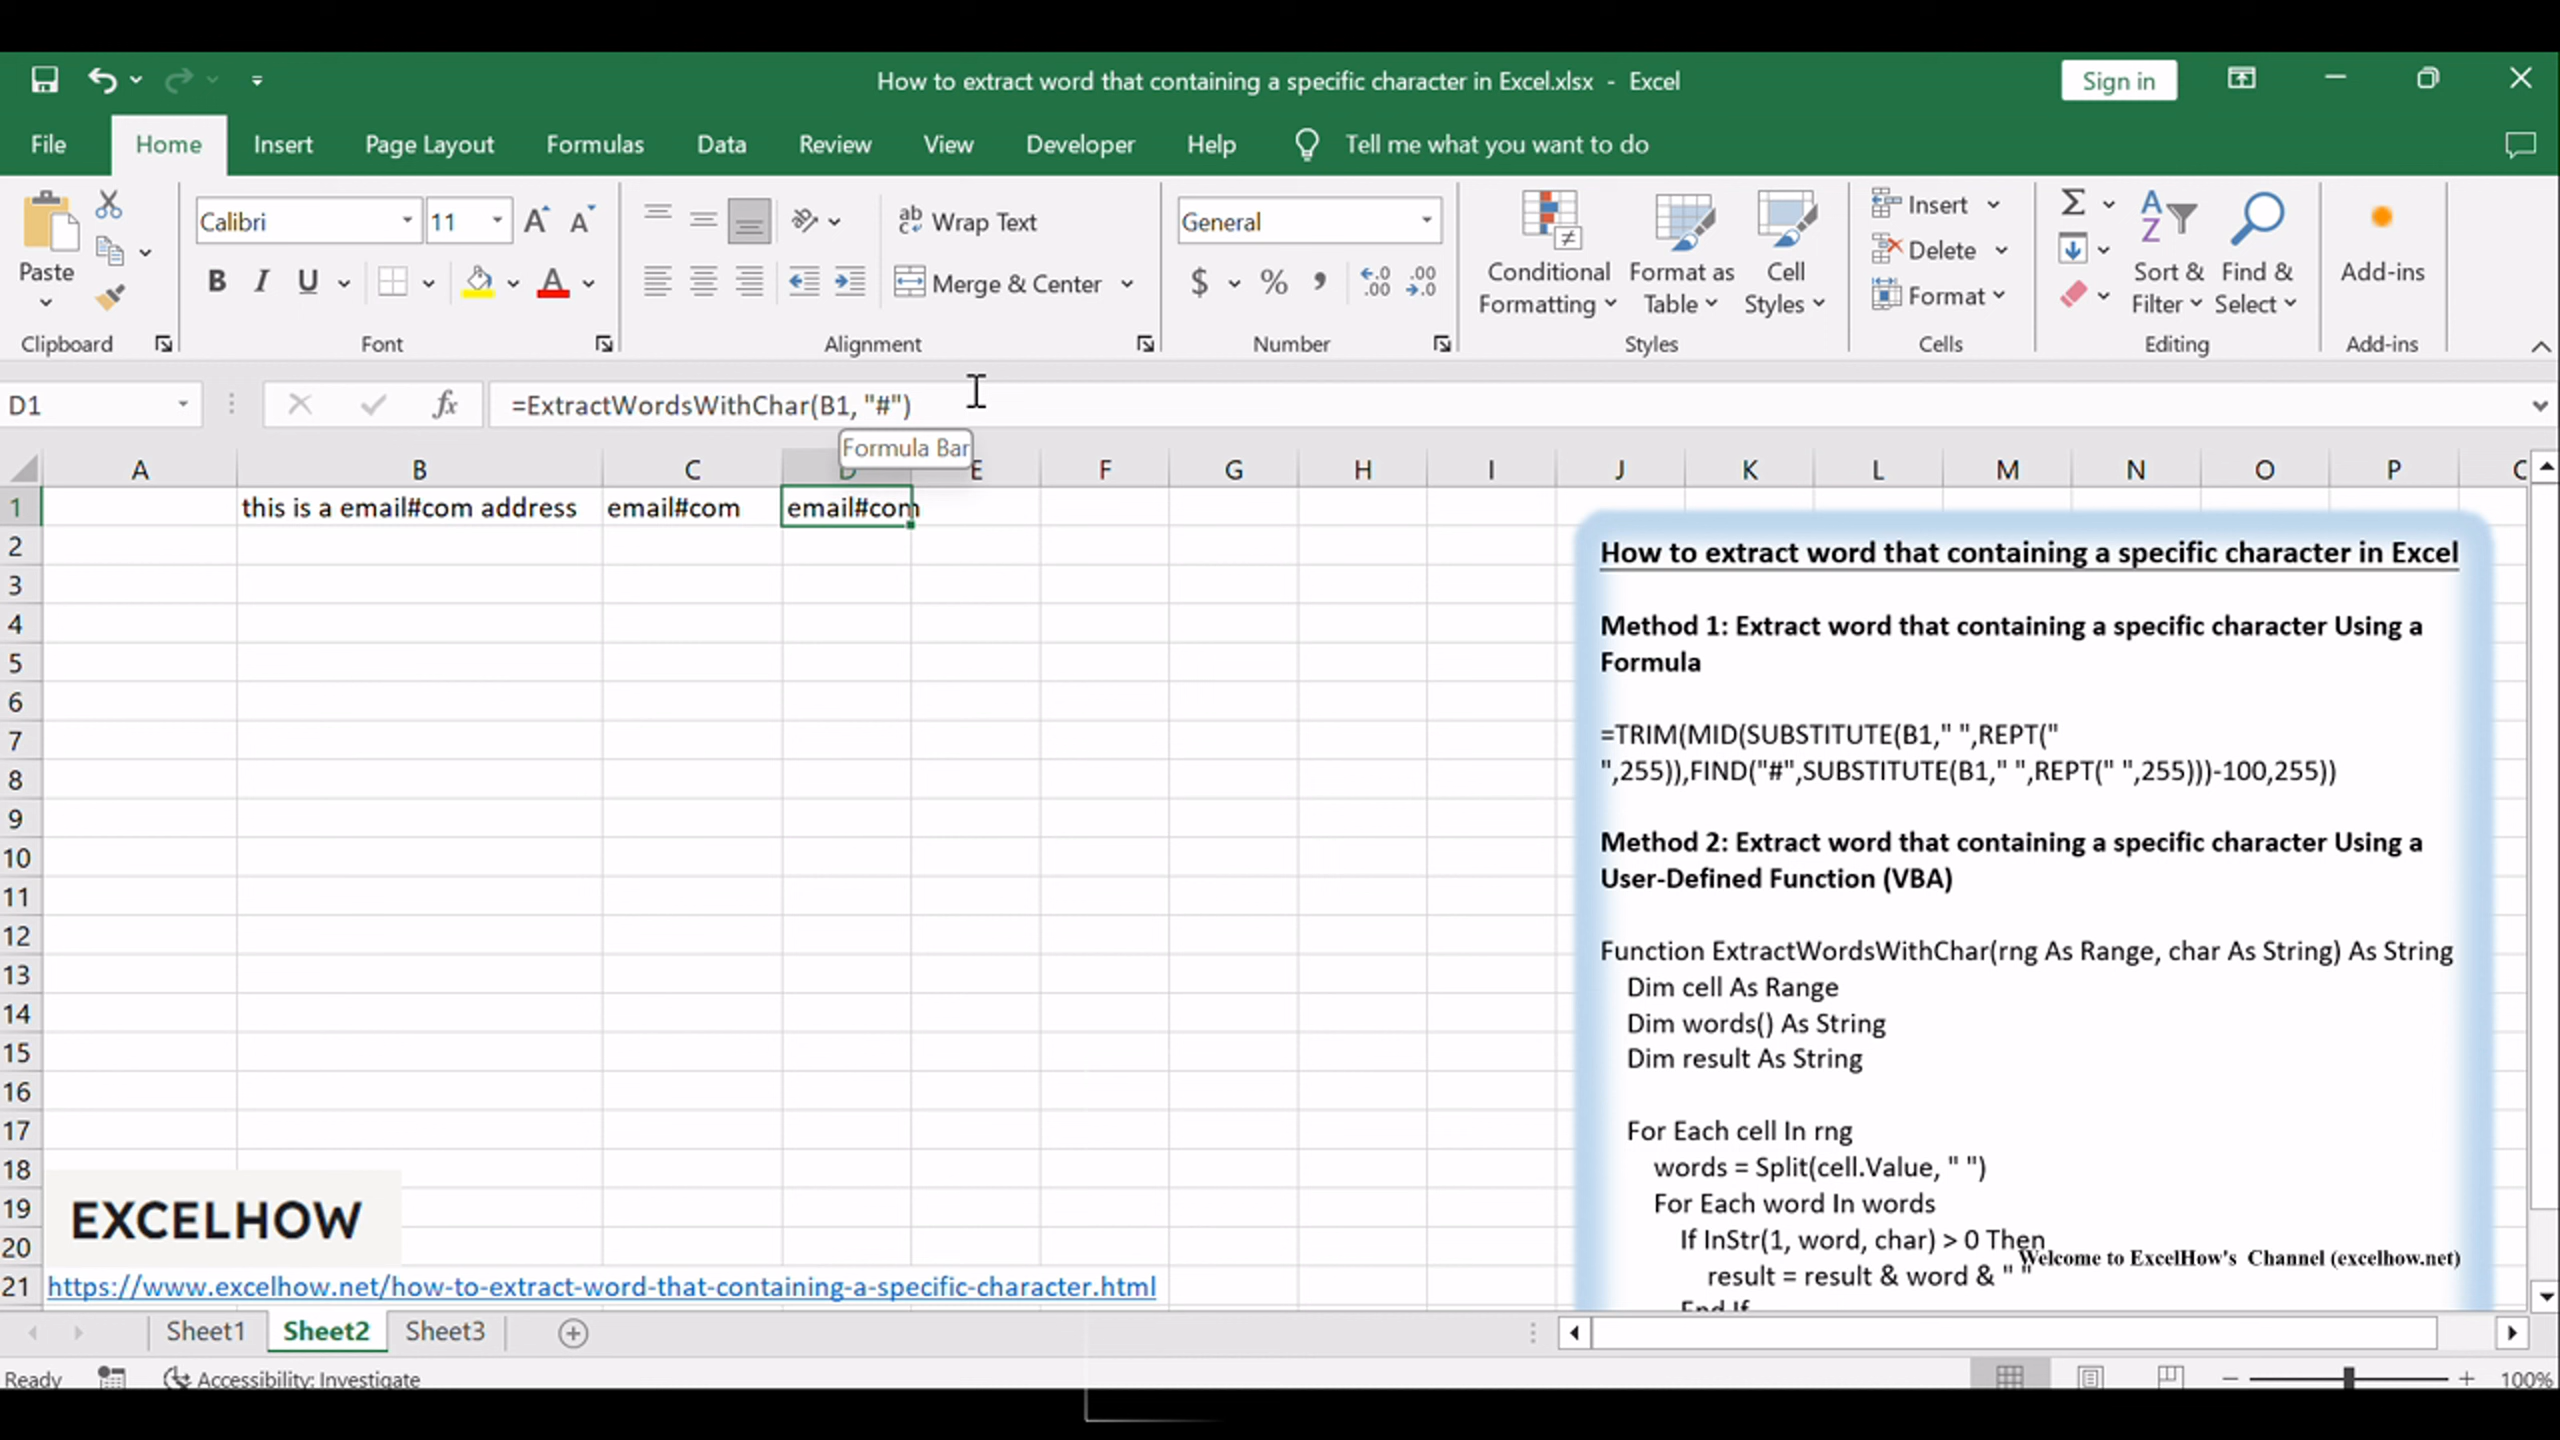 How to extract word that containing a specific character in Excel.xlsx - Excel
Sign in
File Home Insert Page Layout Formulas Data Review View Developer Help Tell me what you want to do
Paste
Clipboard
Calibri 11
B I U A
Font
Wrap Text
Merge & Center
Alignment
General
$ % ,
Number
Conditional Formatting
Format as Table
Cell Styles
Styles
Insert
Delete
Format
Cells
Sort & Filter
Find & Select
Editing
Add-ins
Add-ins
D1
fx
=ExtractWordsWithChar(B1, "#")
Formula Bar
A B C D E F G H I J K L M N O P
1 this is a email#com address email#com email#com
2
3
4
5
6
7
8
9
10
11
12
13
14
15
16
17
18
19
20
21
How to extract word that containing a specific character in Excel
Method 1: Extract word that containing a specific character Using a
Formula
=TRIM(MID(SUBSTITUTE(B1," ",REPT("
",255)),FIND("#",SUBSTITUTE(B1," ",REPT(" ",255)))-100,255))
Method 2: Extract word that containing a specific character Using a
User-Defined Function (VBA)
Function ExtractWordsWithChar(rng As Range, char As String) As String
Dim cell As Range
Dim words() As String
Dim result As String
For Each cell In rng
words = Split(cell.Value, " ")
For Each word In words
If InStr(1, word, char) > 0 Then
result = result & word & " "
End If
Welcome to ExcelHow's Channel (excelhow.net)
EXCELHOW
https://www.excelhow.net/how-to-extract-word-that-containing-a-specific-character.html
Sheet1 Sheet2 Sheet3
Ready Accessibility: Investigate 100%